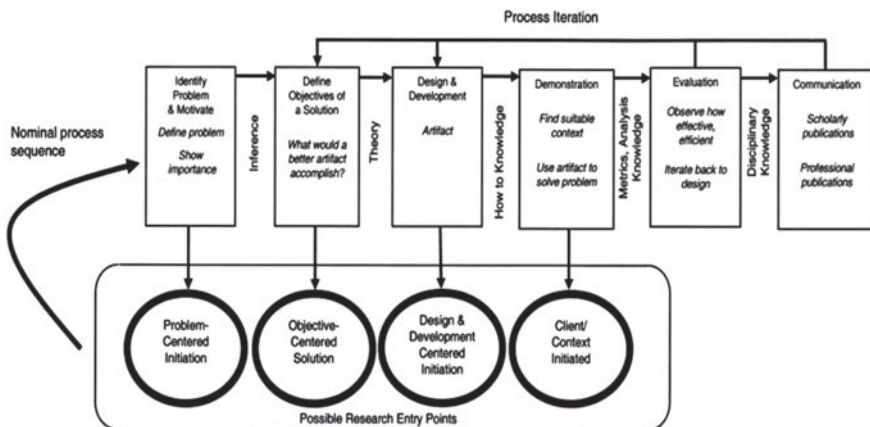 Process Iteration
Nominal process
sequence
Identify
Problem
& Motivate
Define problem
Show
importance
Inference
Define
Objectives of
a Solution
What would a
better artifact
accomplish?
Theory
Design &
Development
Artifact
How to Knowledge
Demonstration
Find suitable
context
Use artifact to
solve problem
Metrics, Analysis
Knowledge
Evaluation
Observe how
effective,
efficient
Iterate back to
design
Disciplinary
Knowledge
Communication
Scholarly
publications
Professional
publications
Problem-
Centered
Initiation
Objective-
Centered
Solution
Design &
Development
Centered
Initiation
Client/
Context
Initiated
Possible Research Entry Points